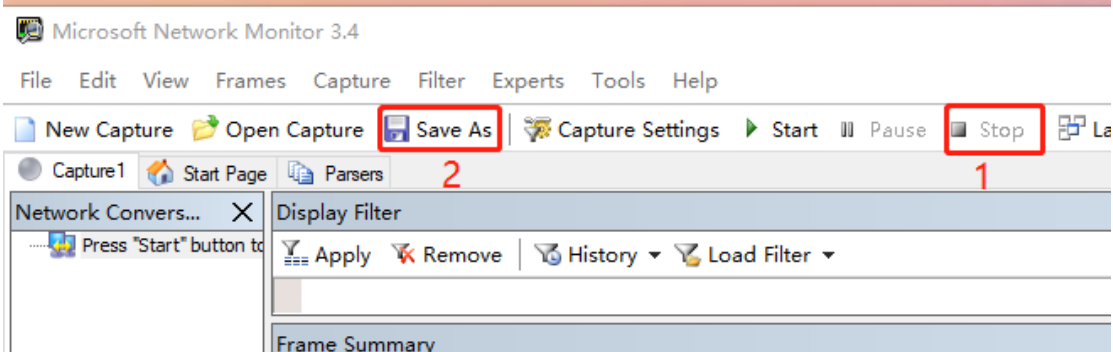 Microsoft Network Monitor 3.4
File Edit View Frames Capture Filter Experts Tools Help
New Capture Open Capture Save As Capture Settings Start Pause Stop La
Capture1 Start Page Parsers 2 1
Network Convers... Display Filter
Press "Start" button to
Apply Remove History Load Filter
Frame Summary